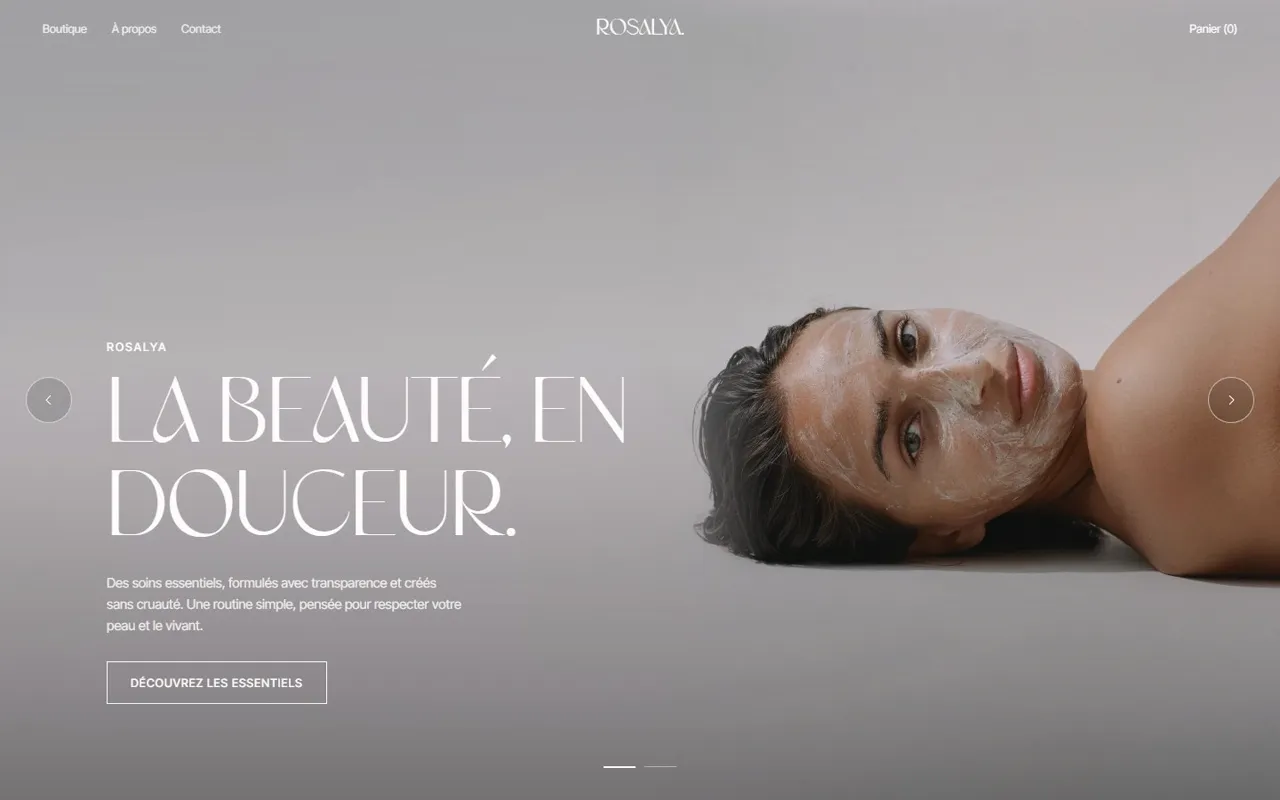 Boutique À propos Contact ROSALYA. Panier (0)
ROSALYA
LA BEAUTÉ, EN
DOUCEUR.
Des soins essentiels, formulés avec transparence et créés
sans cruauté. Une routine simple, pensée pour respecter votre
peau et le vivant.
DÉCOUVREZ LES ESSENTIELS